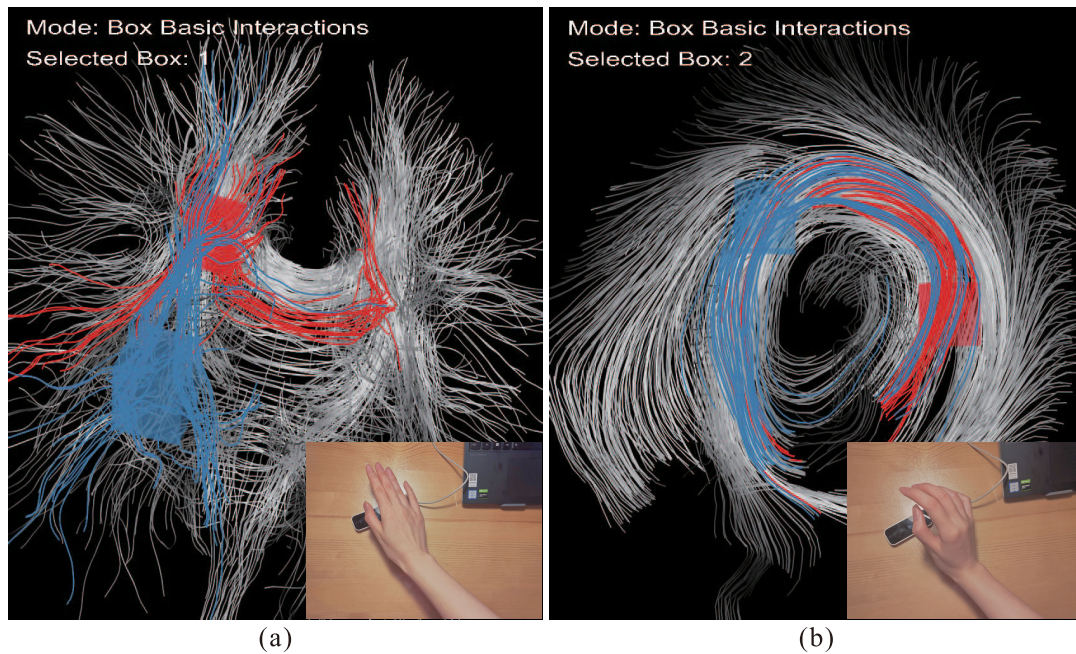 Mode: Box Basic Interactions
Selected Box: 1
Mode: Box Basic Interactions
Selected Box: 2
(a)
(b)